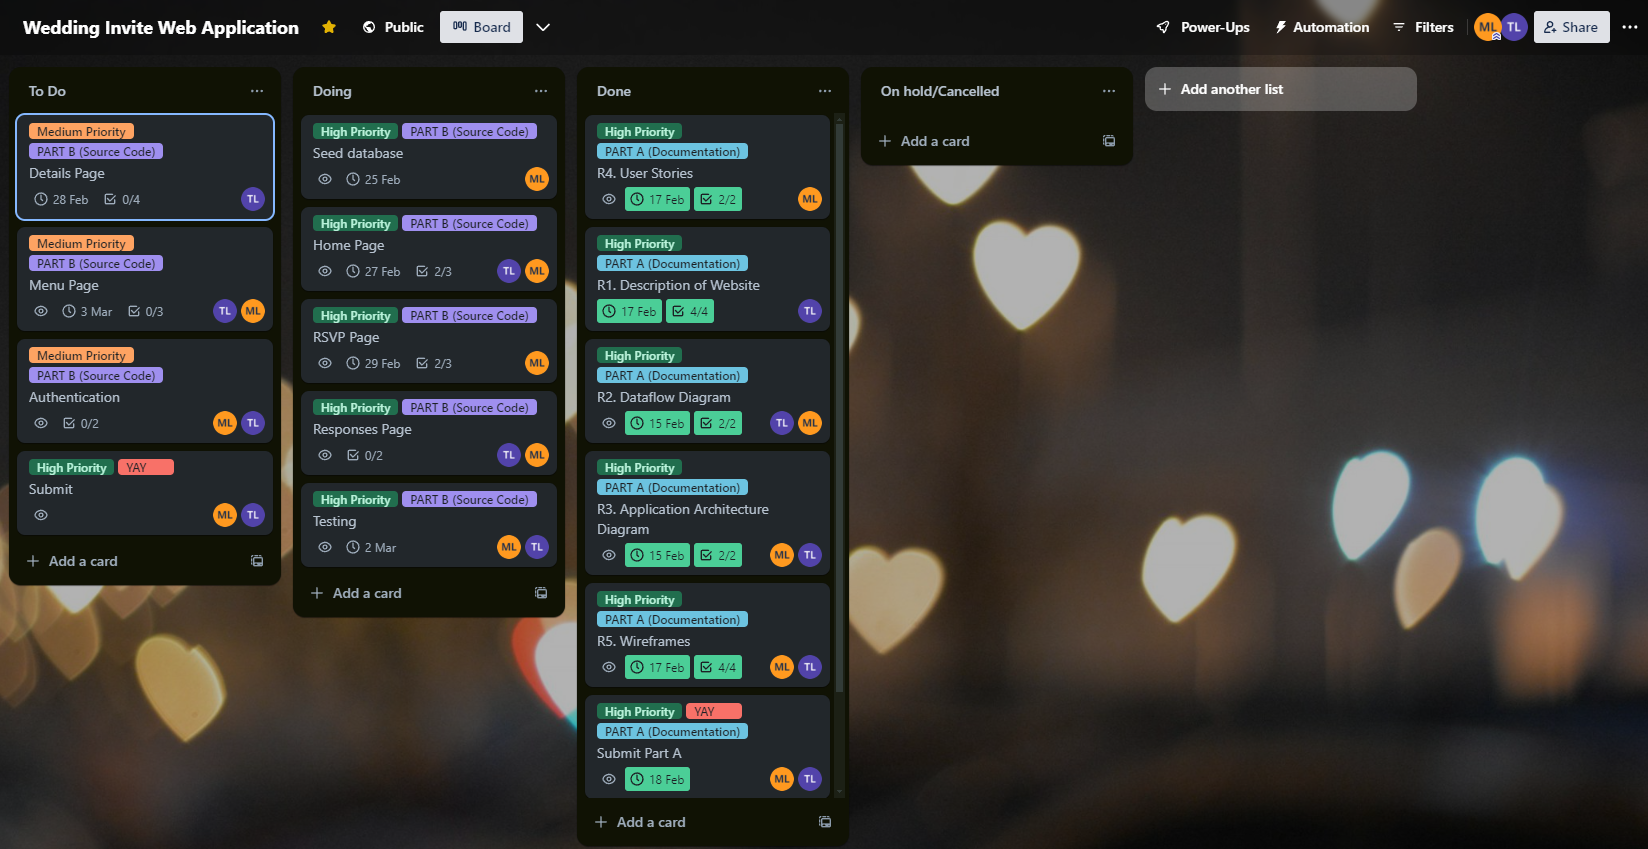 Wedding Invite Web Application
Public
Board
Power-Ups
Automation
Filters
ML
TL
Share
To Do
Medium Priority
PART B (Source Code)
Details Page
28 Feb 0/4 TL
Medium Priority
PART B (Source Code)
Menu Page
3 Mar 0/3 TL ML
Medium Priority
PART B (Source Code)
Authentication
0/2 ML TL
High Priority YAY
Submit
ML TL
+ Add a card
Doing
High Priority PART B (Source Code)
Seed database
25 Feb ML
High Priority PART B (Source Code)
Home Page
27 Feb 2/3 TL ML
High Priority PART B (Source Code)
RSVP Page
29 Feb 2/3 ML
High Priority PART B (Source Code)
Responses Page
0/2 TL ML
High Priority PART B (Source Code)
Testing
2 Mar ML TL
+ Add a card
Done
High Priority
PART A (Documentation)
R4. User Stories
17 Feb 2/2 ML
High Priority
PART A (Documentation)
R1. Description of Website
17 Feb 4/4 TL
High Priority
PART A (Documentation)
R2. Dataflow Diagram
15 Feb 2/2 TL ML
High Priority
PART A (Documentation)
R3. Application Architecture
Diagram
15 Feb 2/2 ML TL
High Priority
PART A (Documentation)
R5. Wireframes
17 Feb 4/4 ML TL
High Priority YAY
PART A (Documentation)
Submit Part A
18 Feb ML TL
+ Add a card
On hold/Cancelled
+ Add a card
+ Add another list